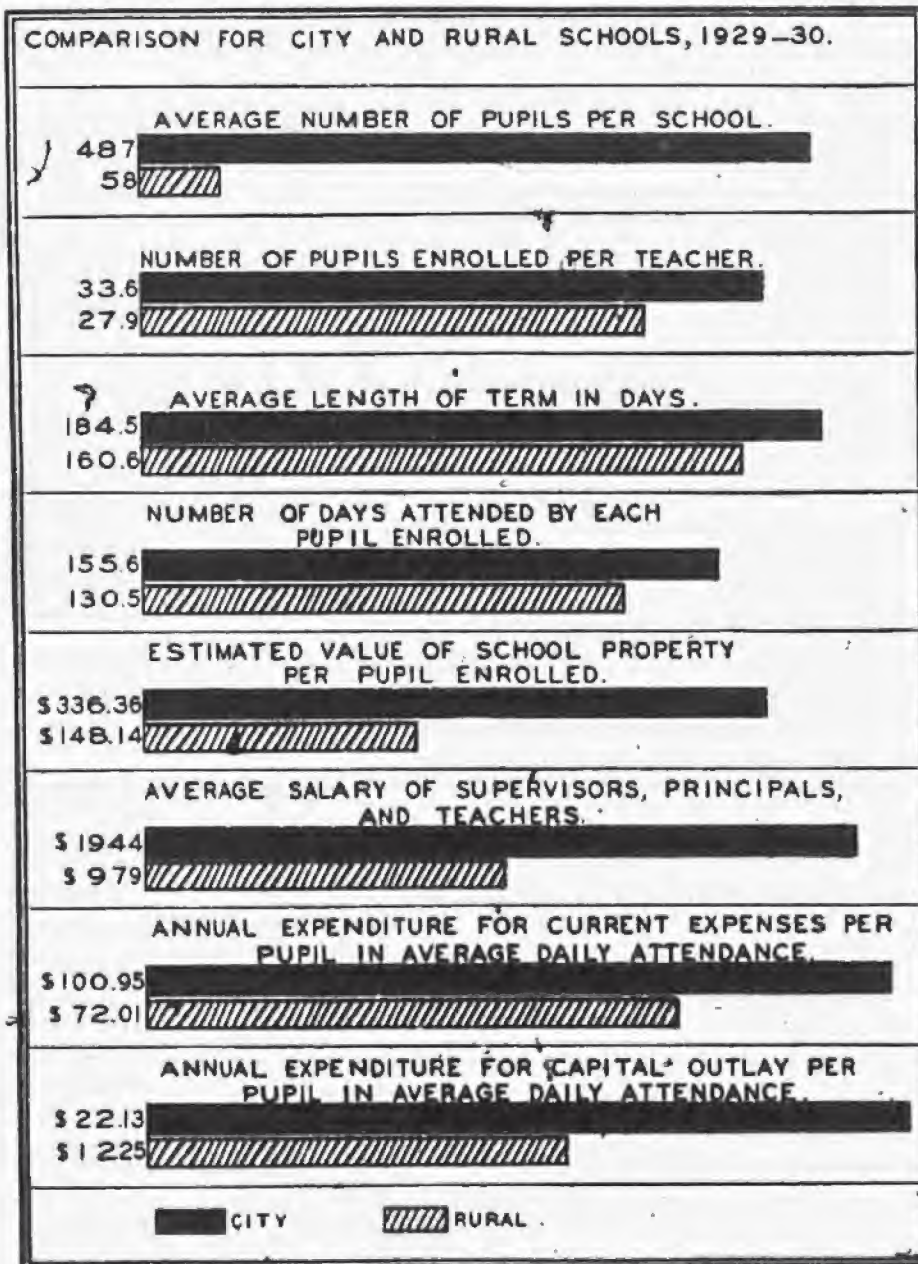 COMPARISON FOR CITY AND RURAL SCHOOLS, 1929–30.
AVERAGE NUMBER OF PUPILS PER SCHOOL.
487
58
NUMBER OF PUPILS ENROLLED PER TEACHER.
33.6
27.9
AVERAGE LENGTH OF TERM IN DAYS.
184.5
160.6
NUMBER OF DAYS ATTENDED BY EACH
PUPIL ENROLLED.
155.6
130.5
ESTIMATED VALUE OF SCHOOL PROPERTY
PER PUPIL ENROLLED.
$336.36
$148.14
AVERAGE SALARY OF SUPERVISORS, PRINCIPALS,
AND TEACHERS.
$1944
$979
ANNUAL EXPENDITURE FOR CURRENT EXPENSES PER
PUPIL IN AVERAGE DAILY ATTENDANCE.
$100.95
$72.01
ANNUAL EXPENDITURE FOR "CAPITAL" OUTLAY PER
PUPIL IN AVERAGE DAILY ATTENDANCE.
$22.13
$1225
CITY RURAL.